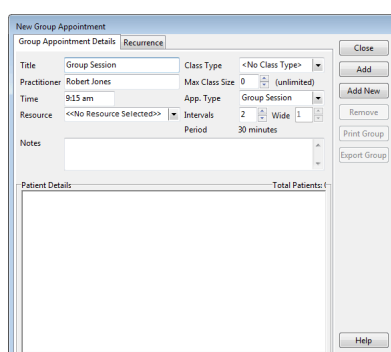 New Group Appointment
Group Appointment Details Recurrence
Close
Title Group Session Class Type <No Class Type>
Add
Practitioner Robert Jones Max Class Size 0 (unlimited)
Add New
Time 9:15 am App. Type Group Session
Resource <<No Resource Selected>> Intervals 2 Wide 1
Remove
Period 30 minutes
Print Group
Notes
Export Group
Patient Details Total Patients:
Help